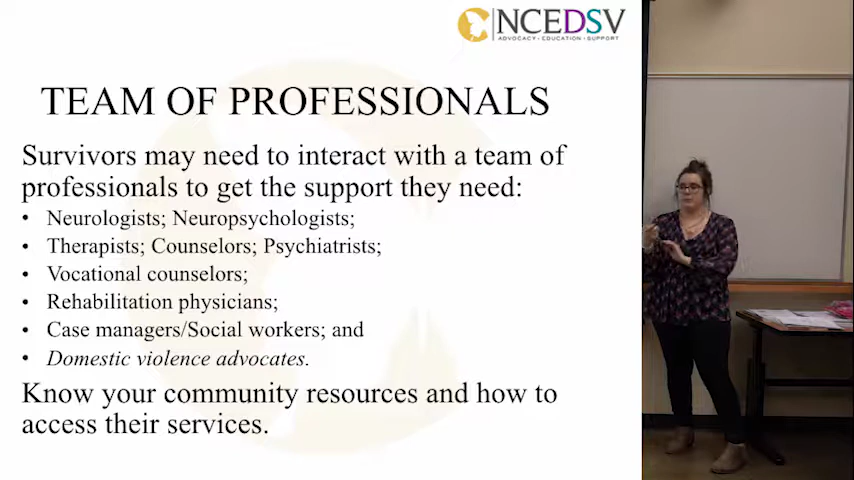 NCEDSV
ADVOCACY • EDUCATION • SUPPORT
TEAM OF PROFESSIONALS
Survivors may need to interact with a team of
professionals to get the support they need:
• Neurologists; Neuropsychologists;
• Therapists; Counselors; Psychiatrists;
• Vocational counselors;
• Rehabilitation physicians;
• Case managers/Social workers; and
• Domestic violence advocates.
Know your community resources and how to
access their services.